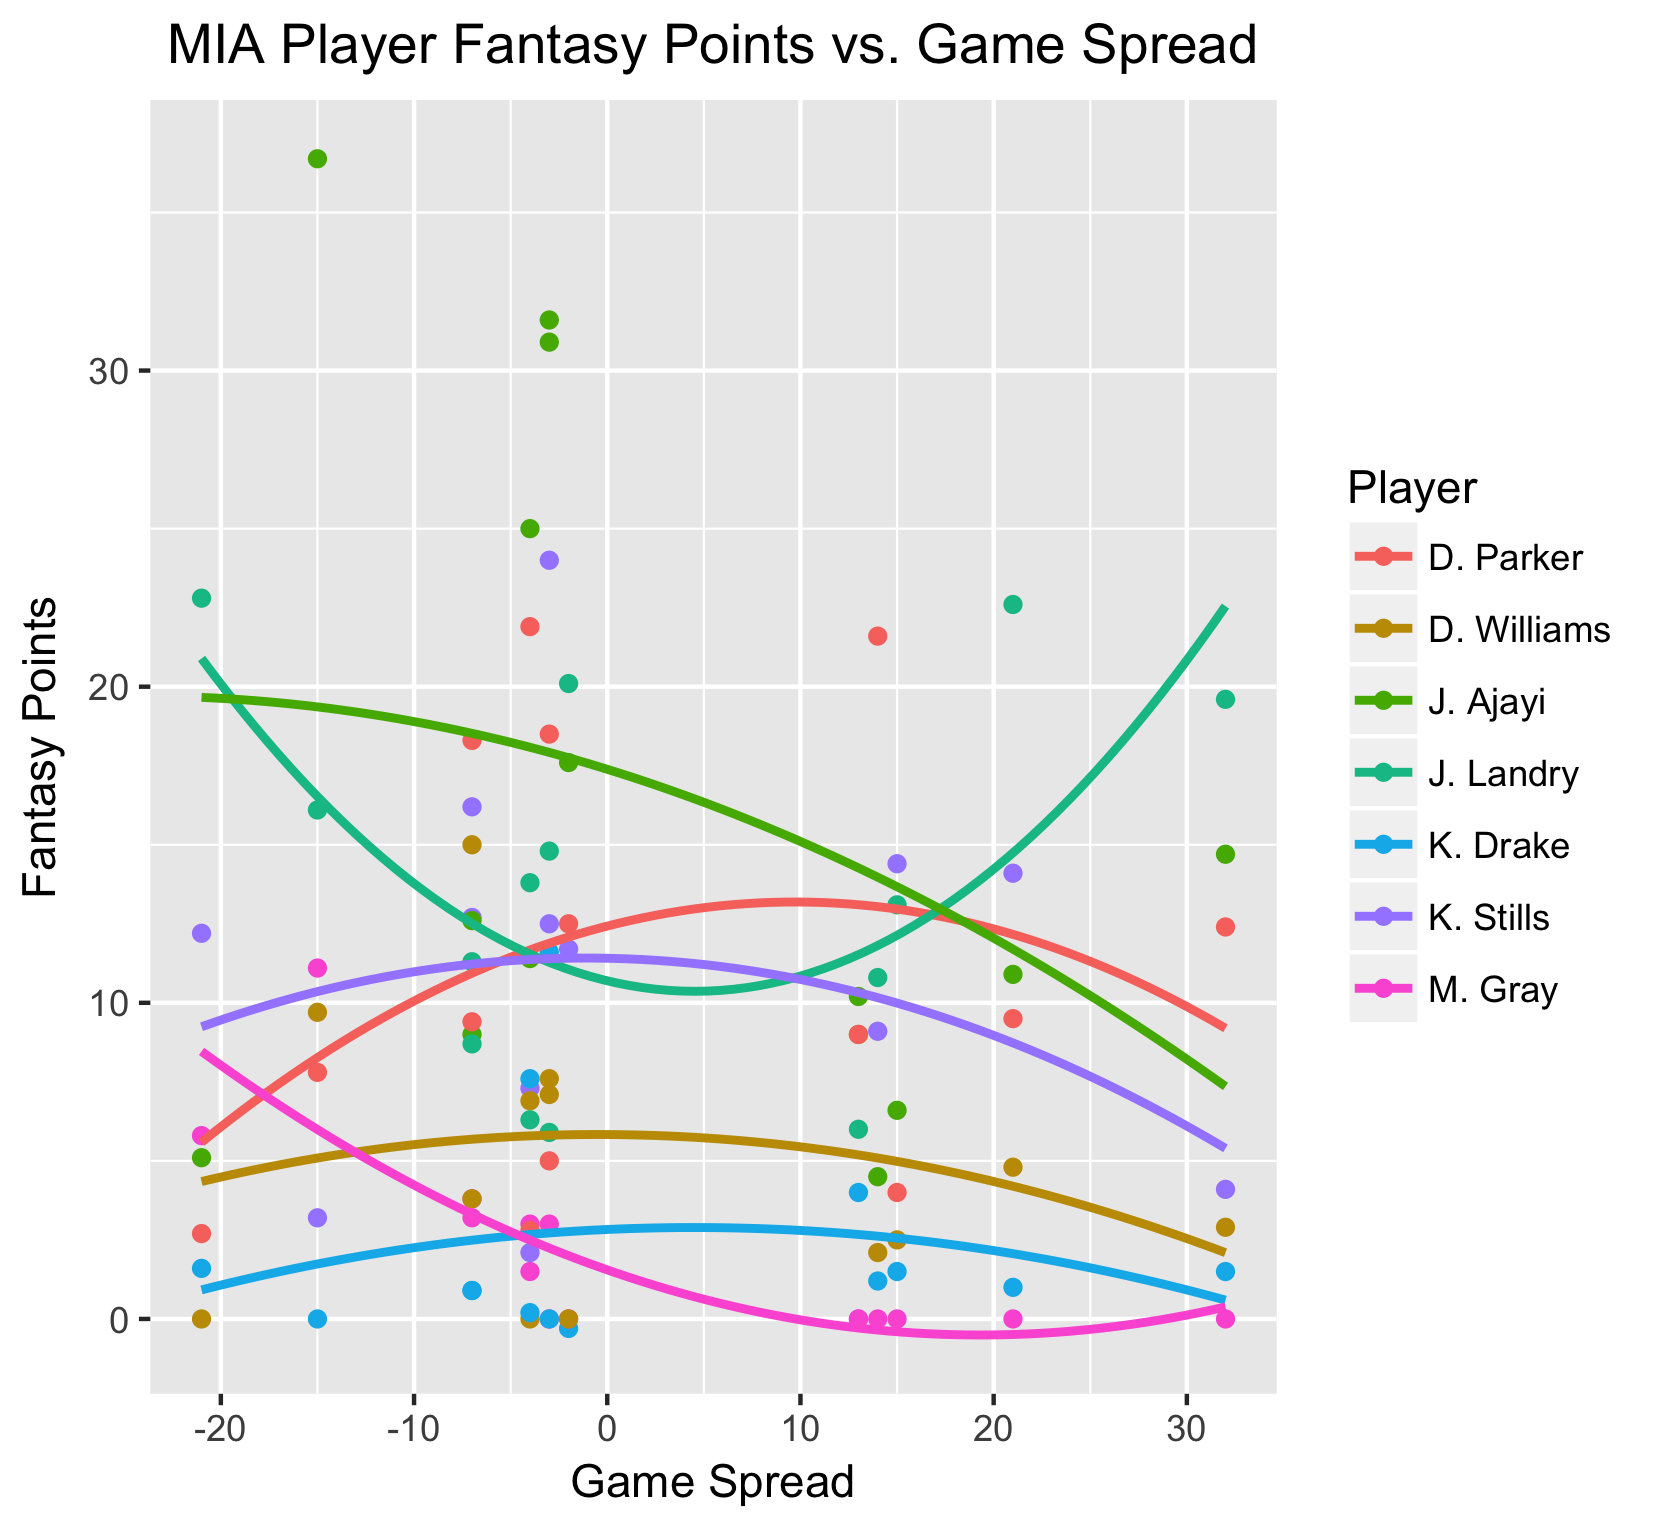 MIA Player Fantasy Points vs. Game Spread
Fantasy Points
30
20
10
0
-20 -10 0 10 20 30
Game Spread
Player
D. Parker
D. Williams
J. Ajayi
J. Landry
K. Drake
K. Stills
M. Gray